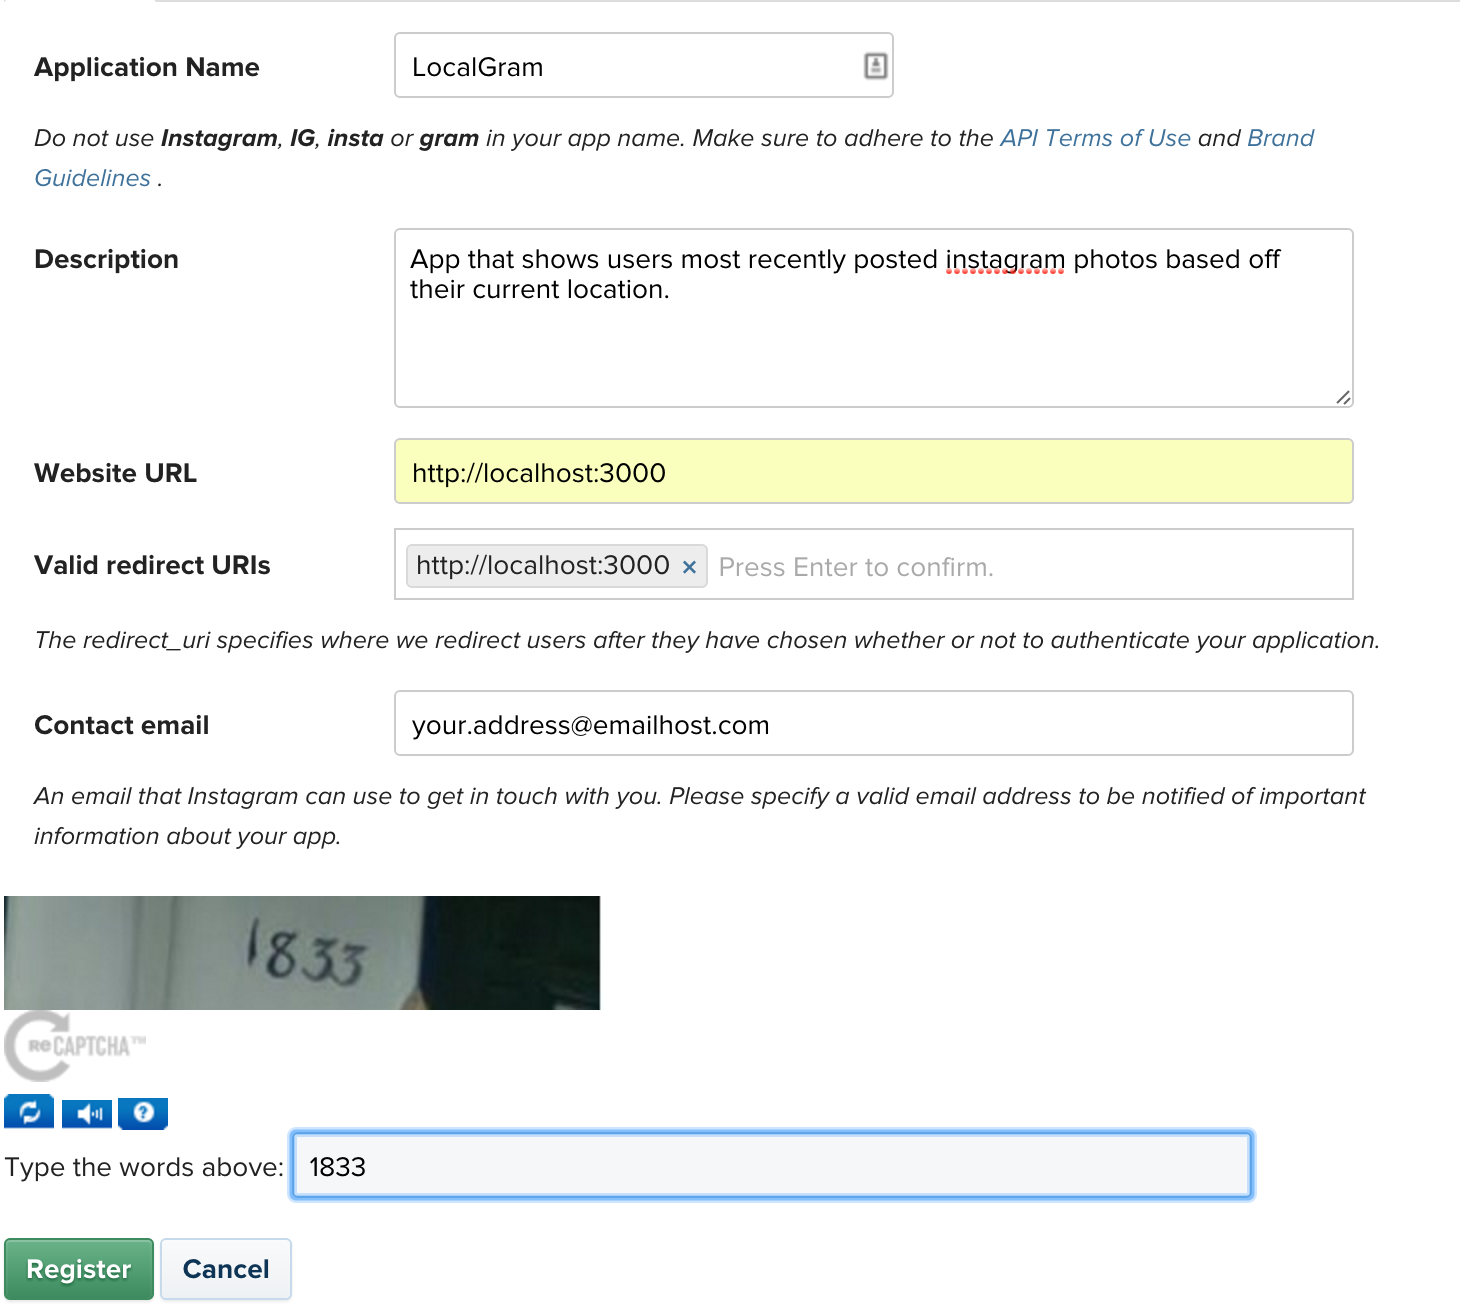 Application Name
LocalGram
Do not use Instagram, IG, insta or gram in your app name. Make sure to adhere to the API Terms of Use and Brand
Guidelines .
Description
App that shows users most recently posted instagram photos based off
their current location.
Website URL
http://localhost:3000
Valid redirect URIs
http://localhost:3000 × Press Enter to confirm.
The redirect_uri specifies where we redirect users after they have chosen whether or not to authenticate your application.
Contact email
your.address@emailhost.com
An email that Instagram can use to get in touch with you. Please specify a valid email address to be notified of important
information about your app.
1833
reCAPTCHA™
?
Type the words above: 1833
Register Cancel